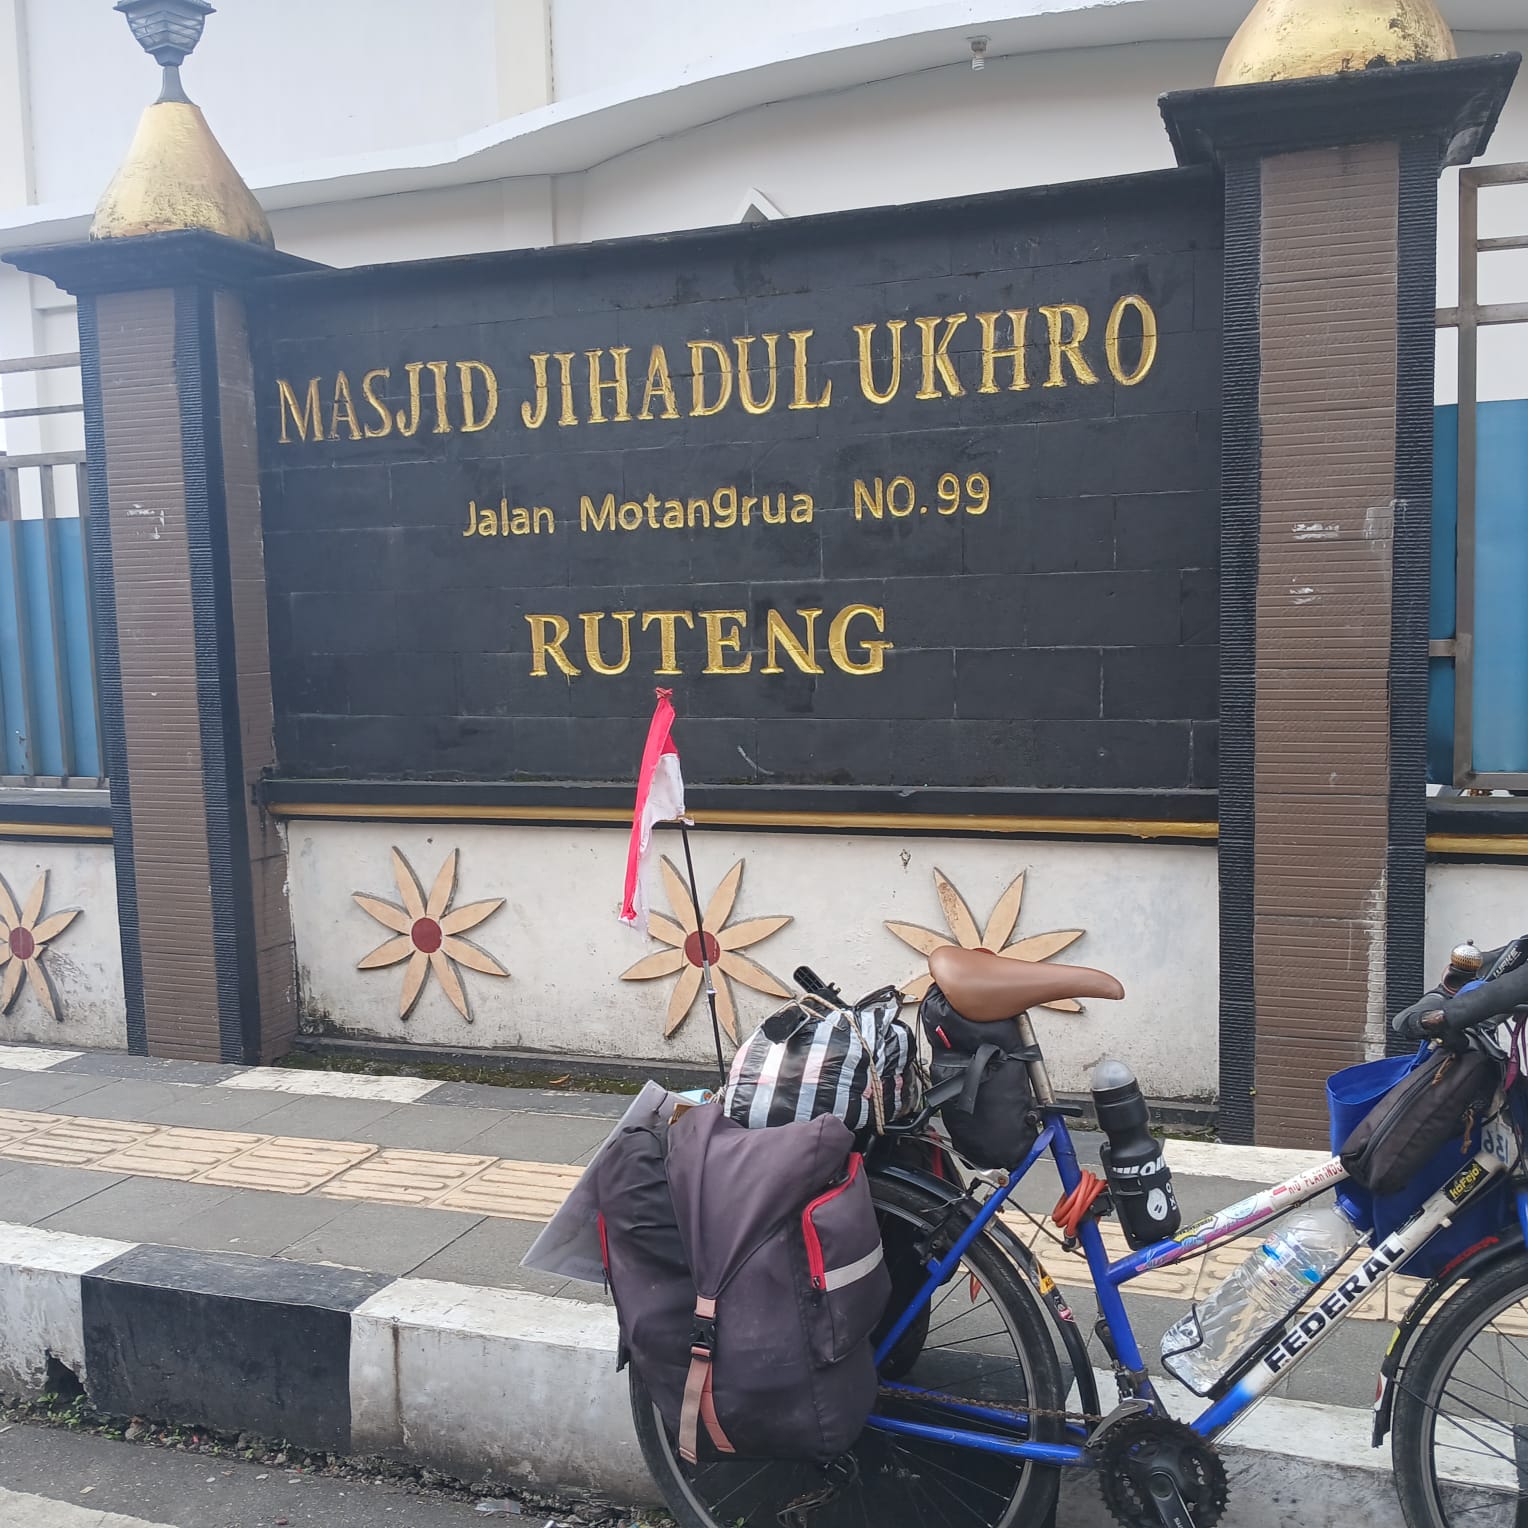 MASJID JIHADUL UKHRO
Jalan Motangrua NO.99
RUTENG
FEDERAL